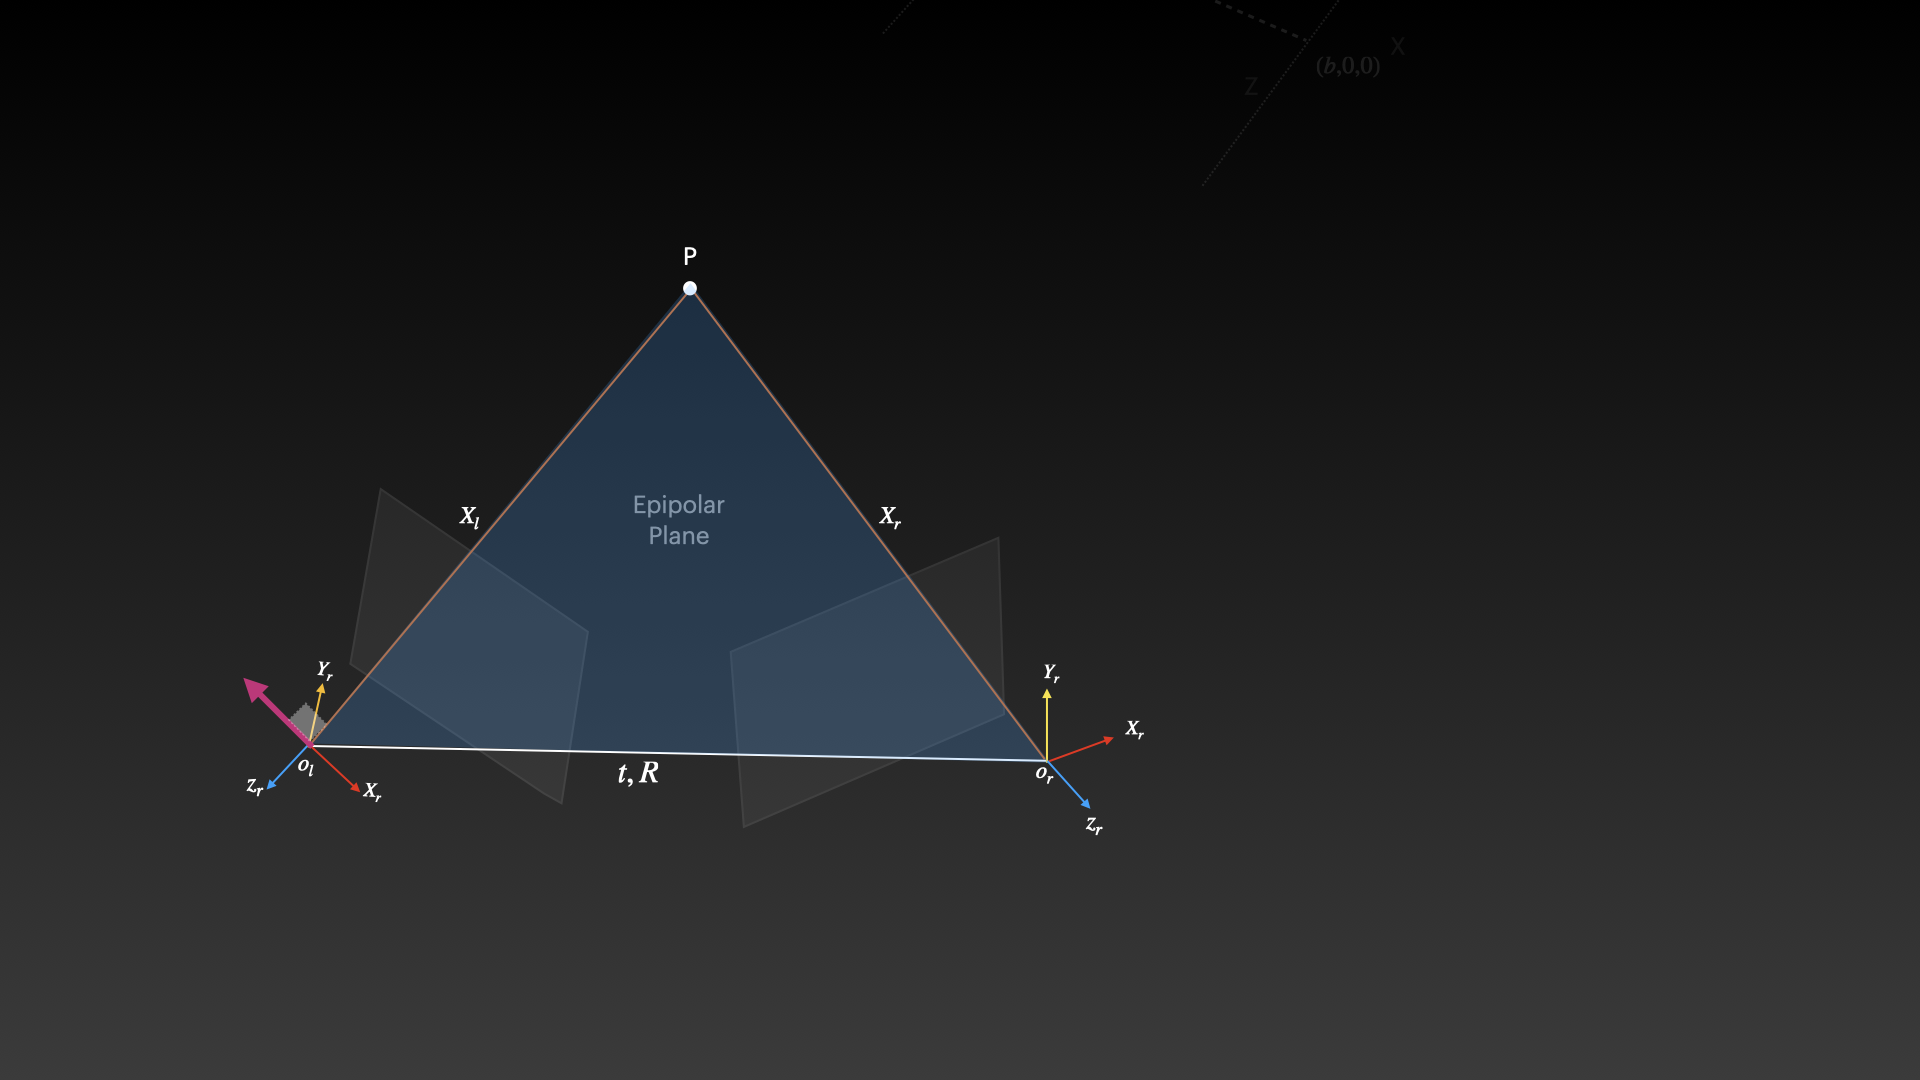 X
(b,0,0)
Z
P
Epipolar
Plane
X_l
X_r
Y_r
Y_r
X_r
o_l
t, R
o_r
z_r
X_r
z_r